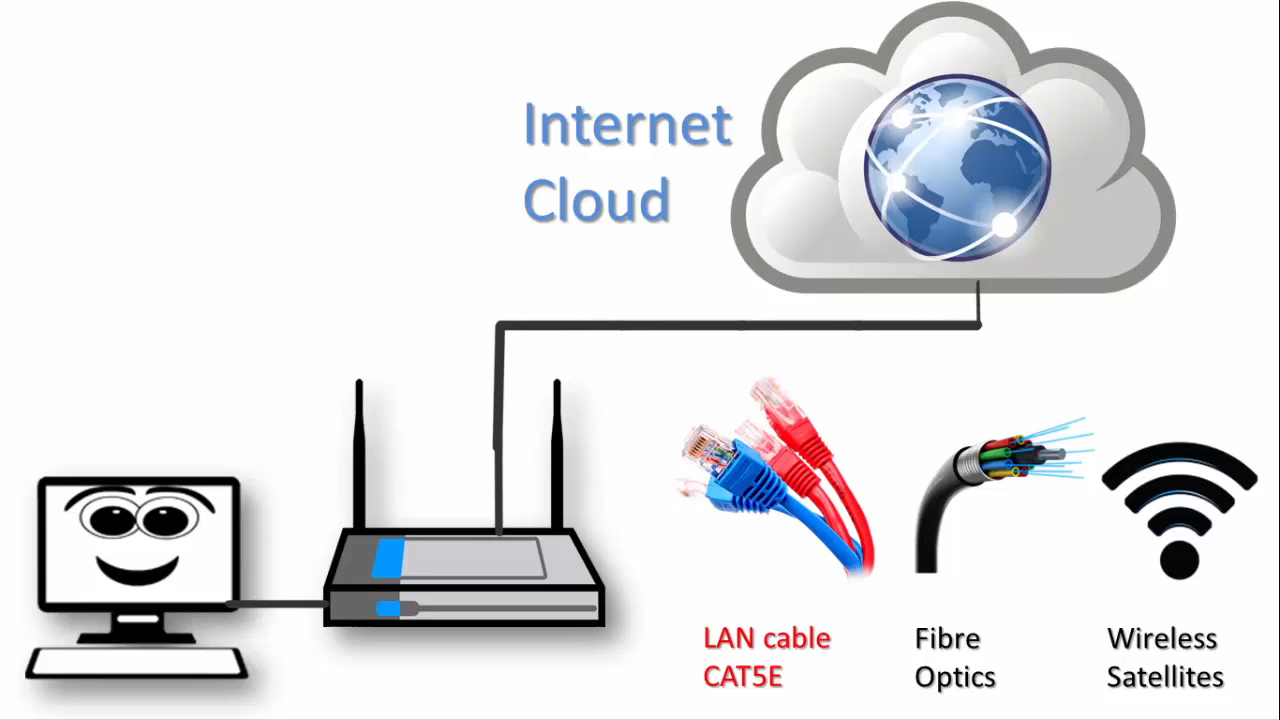 Internet
Cloud
LAN cable
CAT5E
Fibre
Optics
Wireless
Satellites